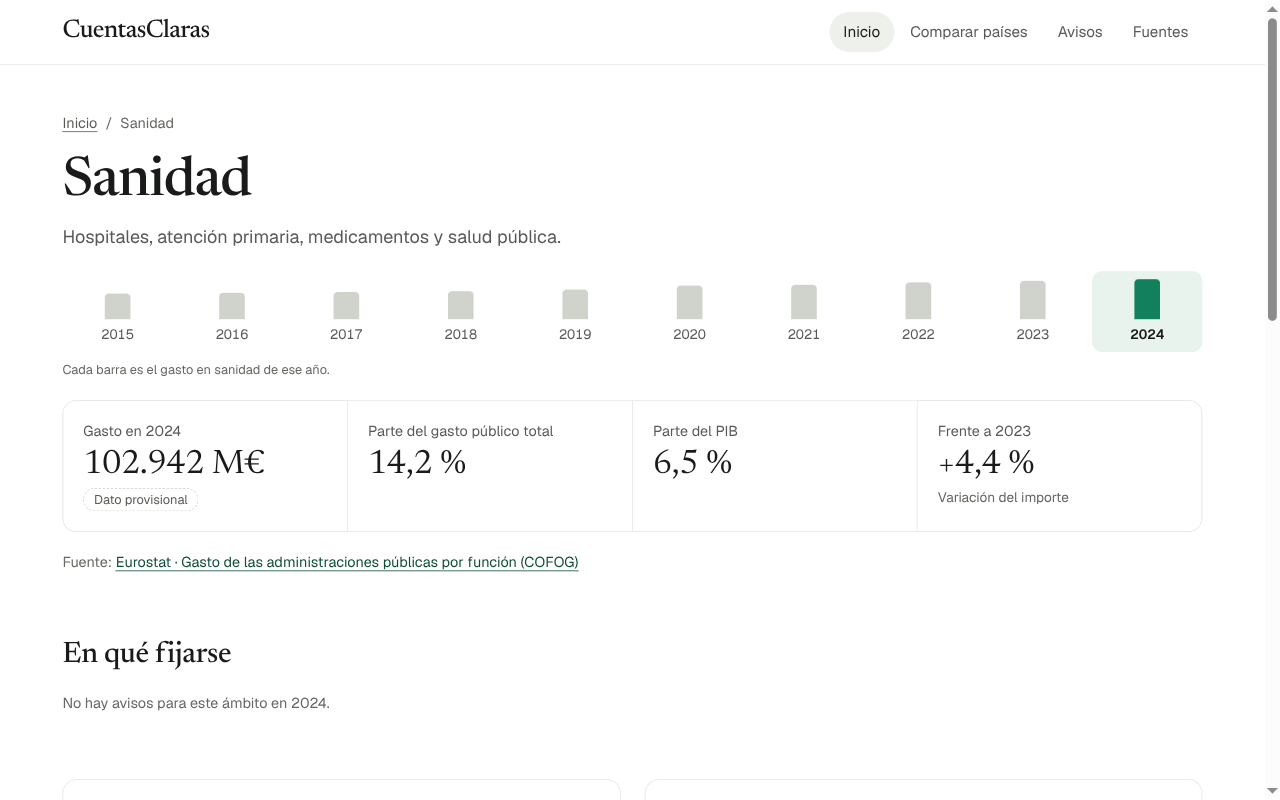 CuentasClaras
Inicio Comparar países Avisos Fuentes
Inicio / Sanidad
Sanidad
Hospitales, atención primaria, medicamentos y salud pública.
2015 2016 2017 2018 2019 2020 2021 2022 2023 2024
Cada barra es el gasto en sanidad de ese año.
Gasto en 2024
102.942 M€
Dato provisional
Parte del gasto público total
14,2 %
Parte del PIB
6,5 %
Frente a 2023
+4,4 %
Variación del importe
Fuente: Eurostat · Gasto de las administraciones públicas por función (COFOG)
En qué fijarse
No hay avisos para este ámbito en 2024.